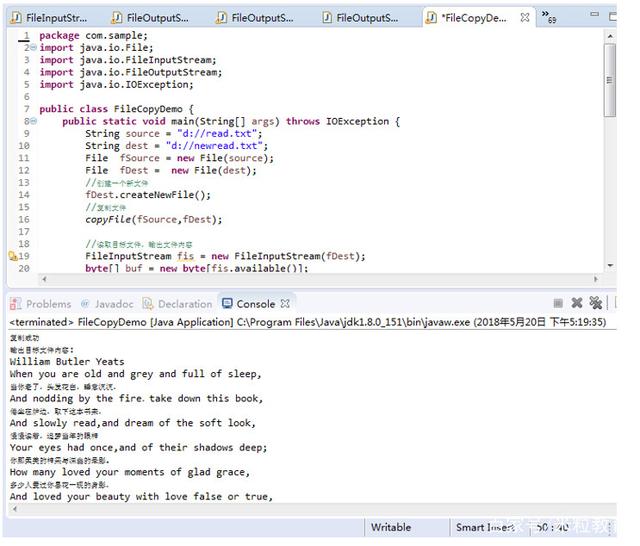 FileInputStr...
FileOutputS...
FileOutputS...
FileOutputS...
*FileCopyDe...
69
1 package com.sample;
2 import java.io.File;
3 import java.io.FileInputStream;
4 import java.io.FileOutputStream;
5 import java.io.IOException;
6
7 public class FileCopyDemo {
8 public static void main(String[] args) throws IOException {
9 String source = "d://read.txt";
10 String dest = "d://newread.txt";
11 File fSource = new File(source);
12 File fDest = new File(dest);
13 //创建一个新文件
14 fDest.createNewFile();
15 //复制文件
16 copyFile(fSource,fDest);
17
18 //读取目标文件，输出文件内容
19 FileInputStream fis = new FileInputStream(fDest);
20 byte[] buf = new byte[fis.available()];
Problems @ Javadoc Declaration Console
<terminated> FileCopyDemo [Java Application] C:\Program Files\Java\jdk1.8.0_151\bin\javaw.exe (2018年5月20日 下午5:19:35)
复制成功
输出目标文件内容：
William Butler Yeats
When you are old and grey and full of sleep,
当你老了，头发花白，睡意沉沉，
And nodding by the fire，take down this book,
倦坐在炉边，取下这本书来，
And slowly read,and dream of the soft look,
慢慢读着，追梦当年的眼神
Your eyes had once,and of their shadows deep;
你那柔美的神采与深幽的晕影。
How many loved your moments of glad grace,
多少人爱过你昙花一现的身影，
And loved your beauty with love false or true,
Writable
Smart Insert
50 : 40